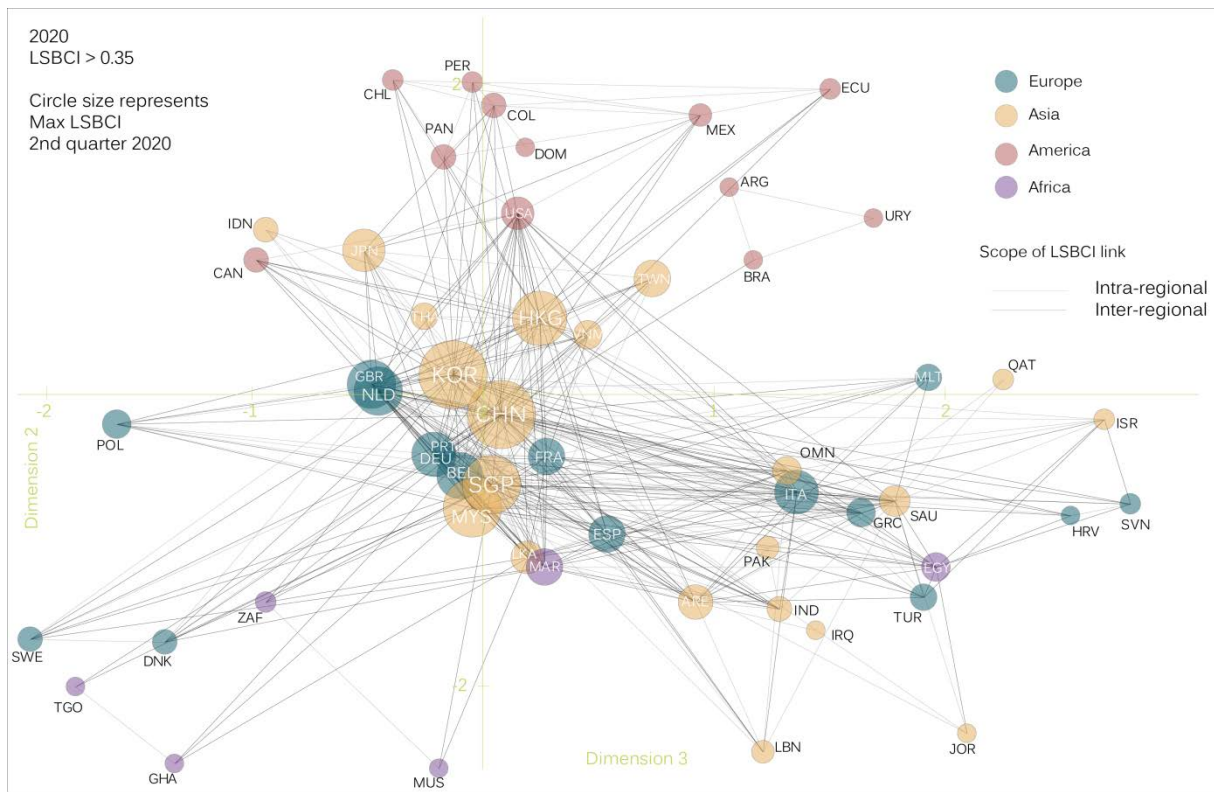 2020
LSBCI > 0.35
Circle size represents
Max LSBCI
2nd quarter 2020
Europe
Asia
America
Africa
Scope of LSBCI link
Intra-regional
Inter-regional
PER
2
CHL
COL
ECU
MEX
PAN
DOM
ARG
USA
URY
IDN
JPN
CAN
BRA
TWN
HKG
VNM
KOR
GBR
NLD
MLT
QAT
-2
-1
1
2
CHN
ISR
POL
PRT
DEU
FRA
OMN
BEL
SGP
ITA
SAU
GRC
SVN
HRV
MYS
ESP
PAK
MAR
EGY
ARE
IND
TUR
ZAF
IRQ
SWE
DNK
TGO
-2
LBN
JOR
GHA
MUS
Dimension 2
Dimension 3